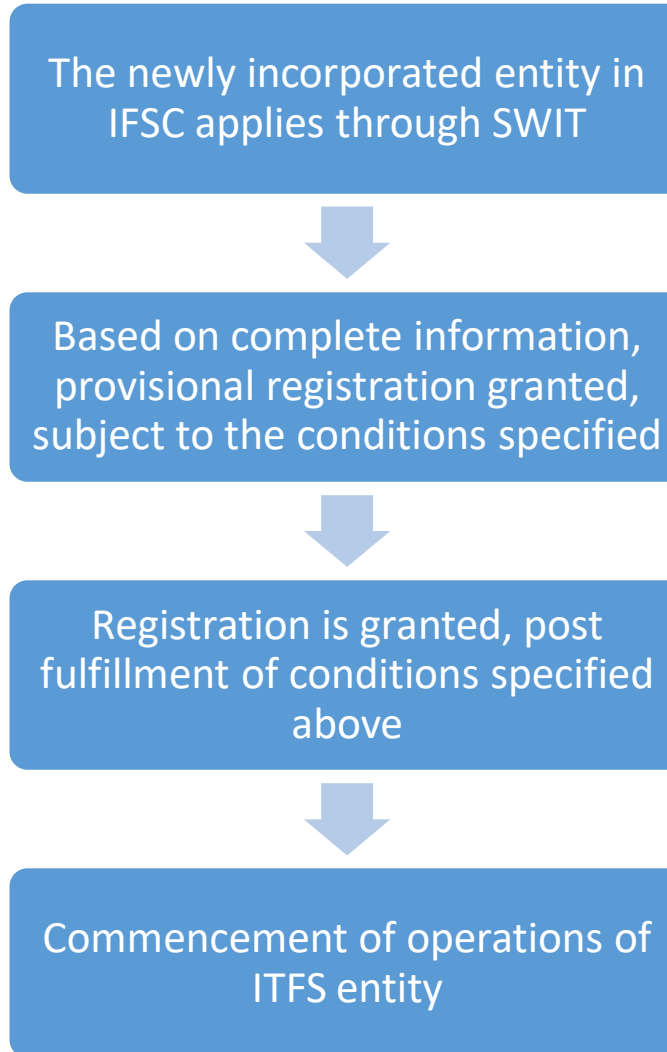 The newly incorporated entity in
IFSC applies through SWIT
Based on complete information,
provisional registration granted,
subject to the conditions specified
Registration is granted, post
fulfillment of conditions specified
above
Commencement of operations of
ITFS entity